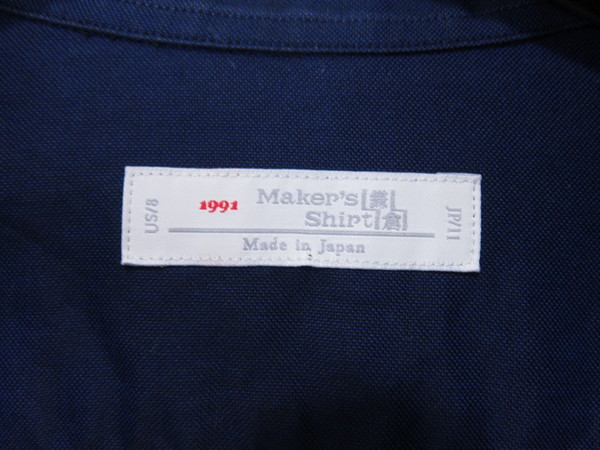 US/8
1991
Maker's 鎌
Shirt 倉
Made in Japan
JP/11